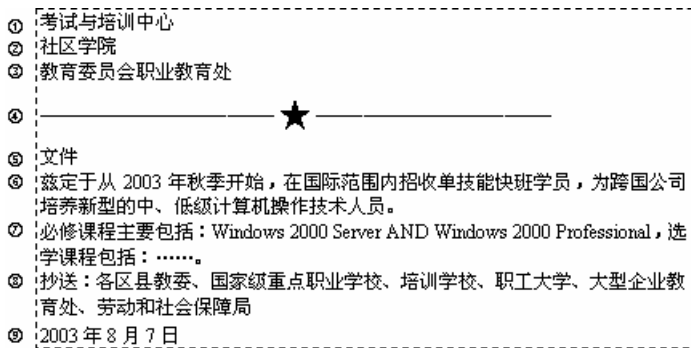 ① 考试与培训中心
② 社区学院
③ 教育委员会职业教育处
④ ★
⑤ 文件
⑥ 兹定于从 2003 年秋季开始，在国际范围内招收单技能快班学员，为跨国公司
培养新型的中、低级计算机操作技术人员。
⑦ 必修课程主要包括：Windows 2000 Server AND Windows 2000 Professional，选
学课程包括：……。
⑧ 抄送：各区县教委、国家级重点职业学校、培训学校、职工大学、大型企业教
育处、劳动和社会保障局
⑨ 2003 年 8 月 7 日